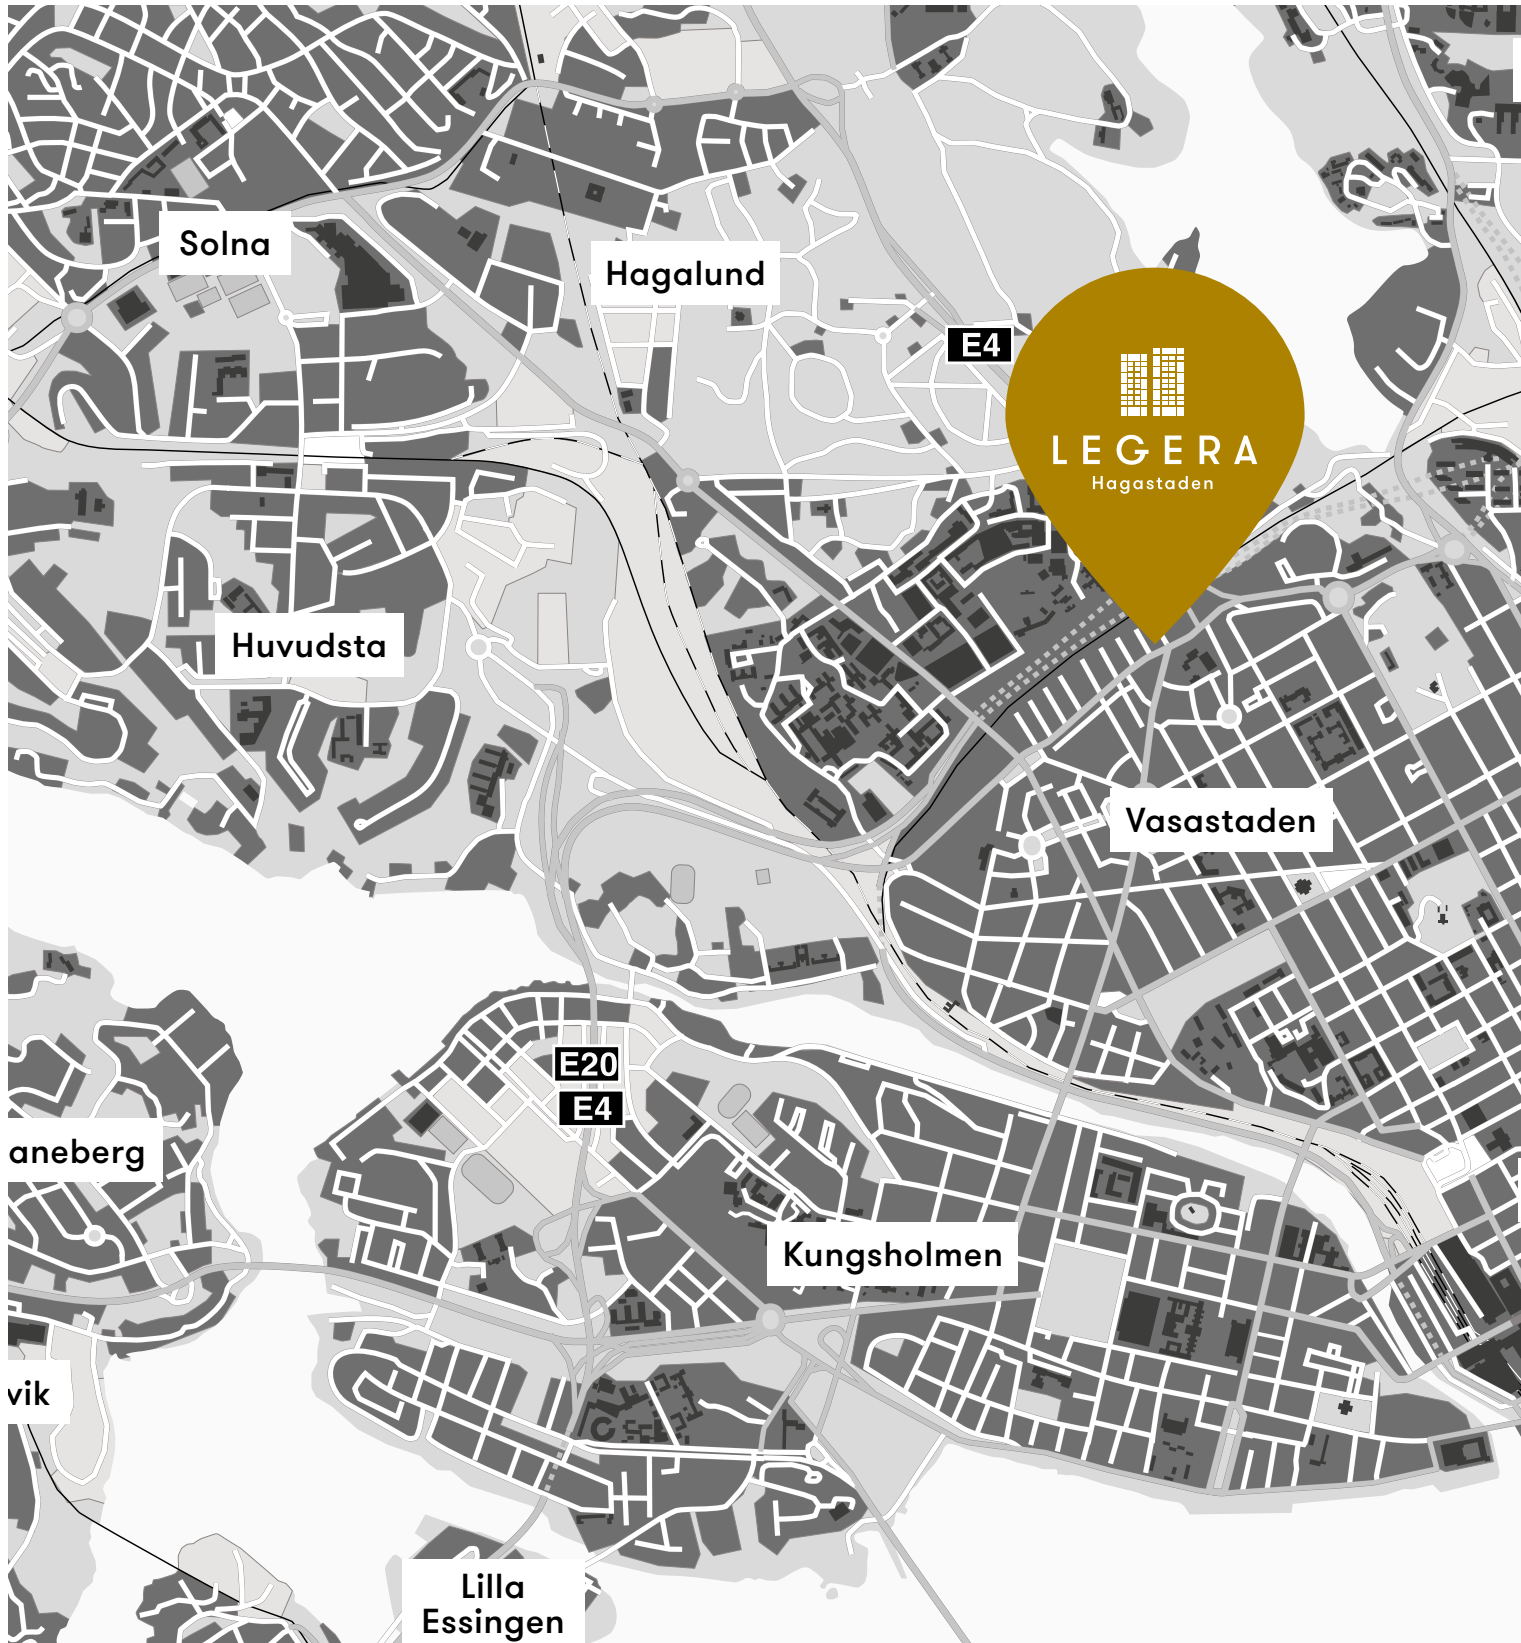 Solna
Hagalund
E4
LEGERA
Hagastaden
Huvudsta
Vasastaden
E20
E4
aneberg
Kungsholmen
vik
Lilla
Essingen